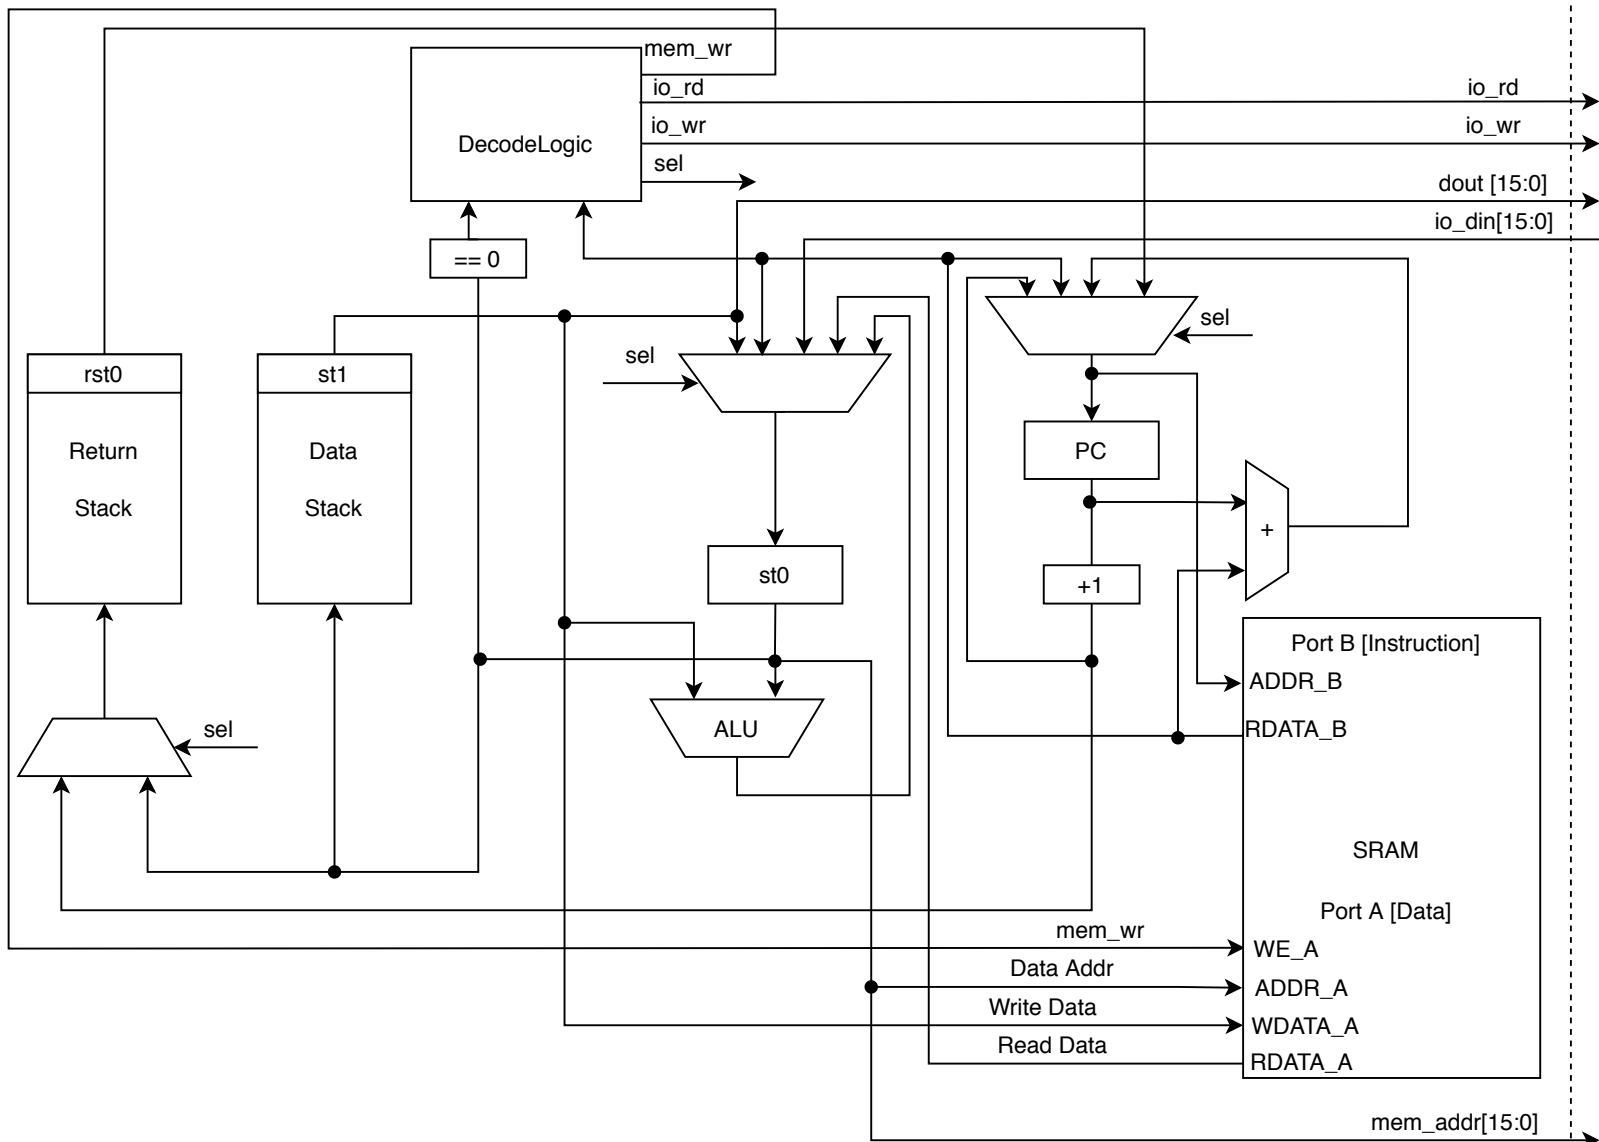 mem_wr
io_rd
io_rd
io_wr
io_wr
DecodeLogic
sel
dout [15:0]
io_din[15:0]
== 0
sel
sel
rst0
st1
Return
Stack
Data
Stack
PC
+
st0
+1
Port B [Instruction]
ADDR_B
sel
ALU
RDATA_B
SRAM
Port A [Data]
mem_wr
WE_A
Data Addr
ADDR_A
Write Data
WDATA_A
Read Data
RDATA_A
mem_addr[15:0]